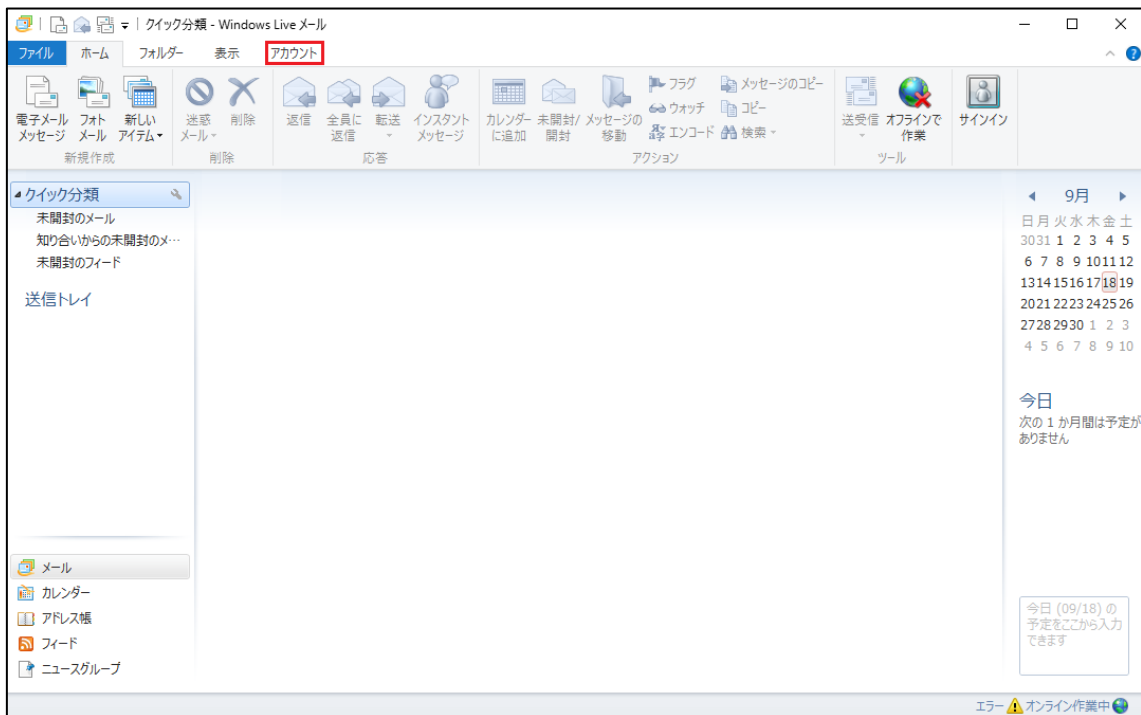 クイック分類 - Windows Live メール
ファイル ホーム フォルダー 表示 アカウント
電子メール メッセージ
フォト メール
新しい アイテム
迷惑 メール
削除
返信
全員に 返信
転送
インスタント メッセージ
カレンダー に追加
未開封/ 開封
メッセージの 移動
フラグ
ウォッチ
エンコード
メッセージのコピー
コピー
検索
送受信
オフラインで 作業
サインイン
新規作成 削除 応答 アクション ツール
クイック分類
未開封のメール
知り合いからの未開封のメ…
未開封のフィード
送信トレイ
メール
カレンダー
アドレス帳
フィード
ニュースグループ
9月
日 月 火 水 木 金 土
30 31 1 2 3 4 5
6 7 8 9 10 11 12
13 14 15 16 17 18 19
20 21 22 23 24 25 26
27 28 29 30 1 2 3
4 5 6 7 8 9 10
今日
次の 1 か月間は予定が
ありません
今日 (09/18) の
予定をここから入力
できます
エラー オンライン作業中